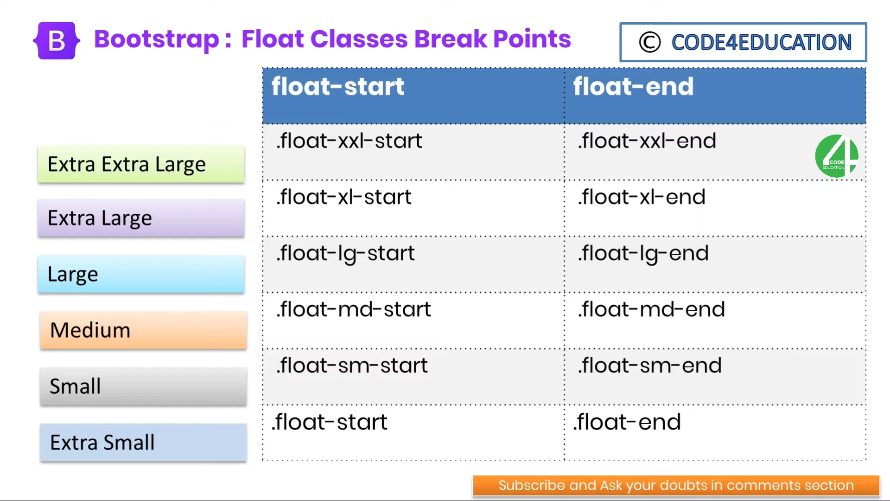 B Bootstrap : Float Classes Break Points
© CODE4EDUCATION
float-start float-end
Extra Extra Large .float-xxl-start .float-xxl-end
4 CODE EDUCATION
Extra Large .float-xl-start .float-xl-end
Large .float-lg-start .float-lg-end
Medium .float-md-start .float-md-end
Small .float-sm-start .float-sm-end
Extra Small .float-start .float-end
Subscribe and Ask your doubts in comments section